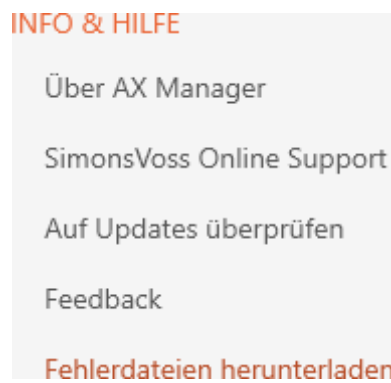 INFO & HILFE
Über AX Manager
SimonsVoss Online Support
Auf Updates überprüfen
Feedback
Fehlerdateien herunterladen